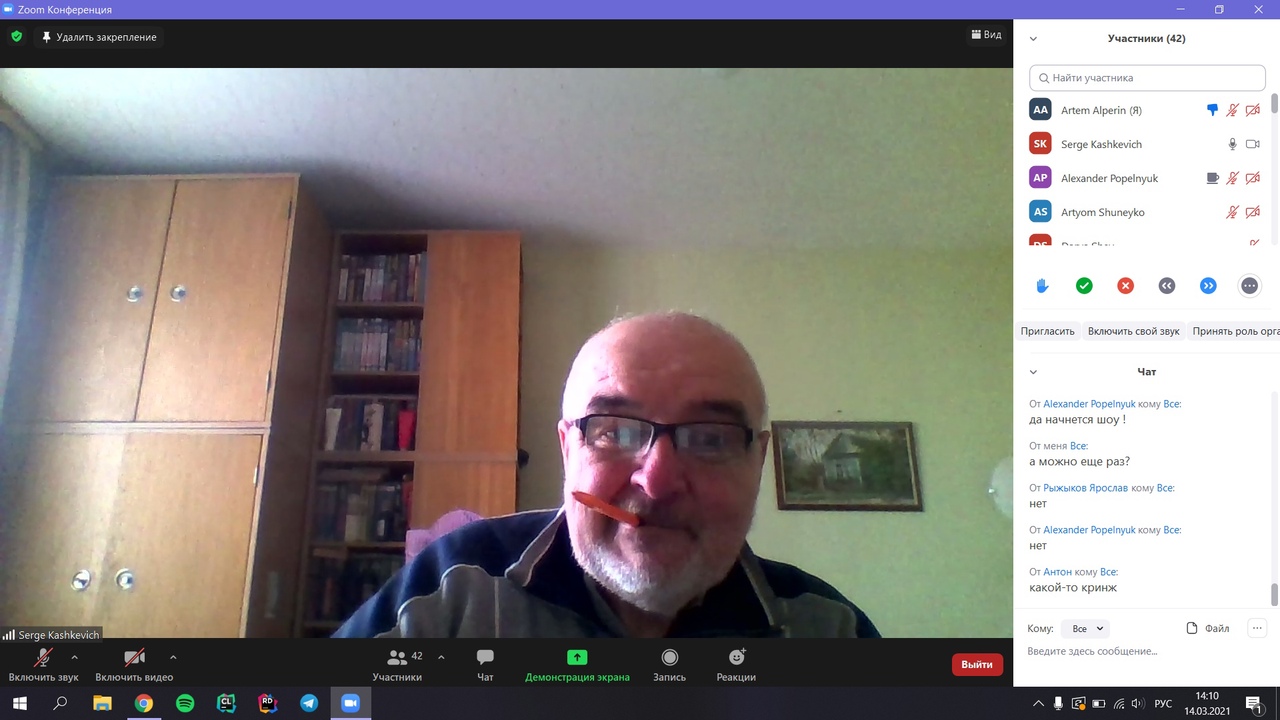 Zoom Конференция
Удалить закрепление
Вид
Serge Kashkevich
Включить звук
Включить видео
42
Участники
Чат
Демонстрация экрана
Запись
Реакции
Выйти
Участники (42)
Найти участника
AA Artem Alperin (Я)
SK Serge Kashkevich
AP Alexander Popelnyuk
AS Artyom Shuneyko
Пригласить
Включить свой звук
Принять роль орга
Чат
От Alexander Popelnyuk кому Все:
да начнется шоу !
От меня Все:
а можно еще раз?
От Рыжыков Ярослав кому Все:
нет
От Alexander Popelnyuk кому Все:
нет
От Антон кому Все:
какой-то кринж
Кому: Все
Файл
Введите здесь сообщение...
РУС
14:10
14.03.2021